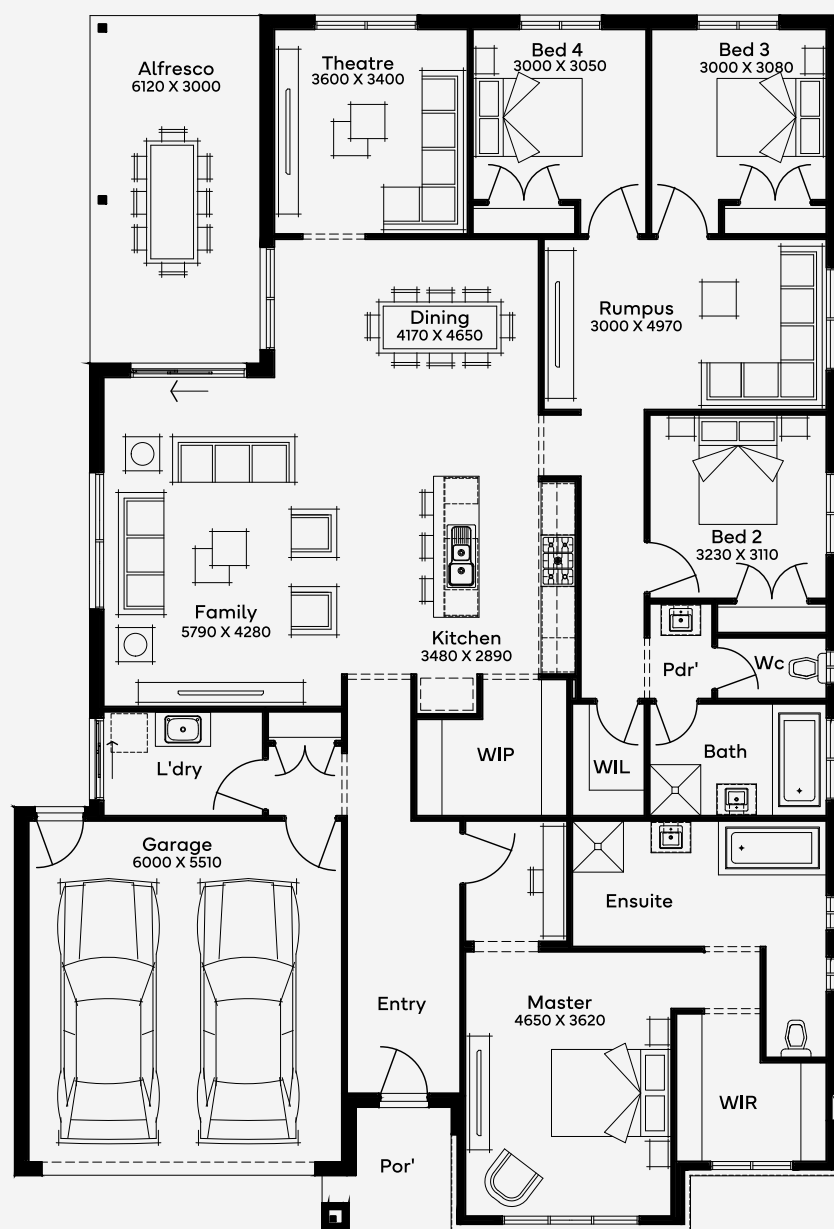 Alfresco
6120 X 3000
Theatre
3600 X 3400
Bed 4
3000 X 3050
Bed 3
3000 X 3080
Dining
4170 X 4650
Rumpus
3000 X 4970
Bed 2
3230 X 3110
Family
5790 X 4280
Kitchen
3480 X 2890
Pdr'
Wc
L'dry
WIP
WIL
Bath
Garage
6000 X 5510
Ensuite
Entry
Master
4650 X 3620
WIR
Por'